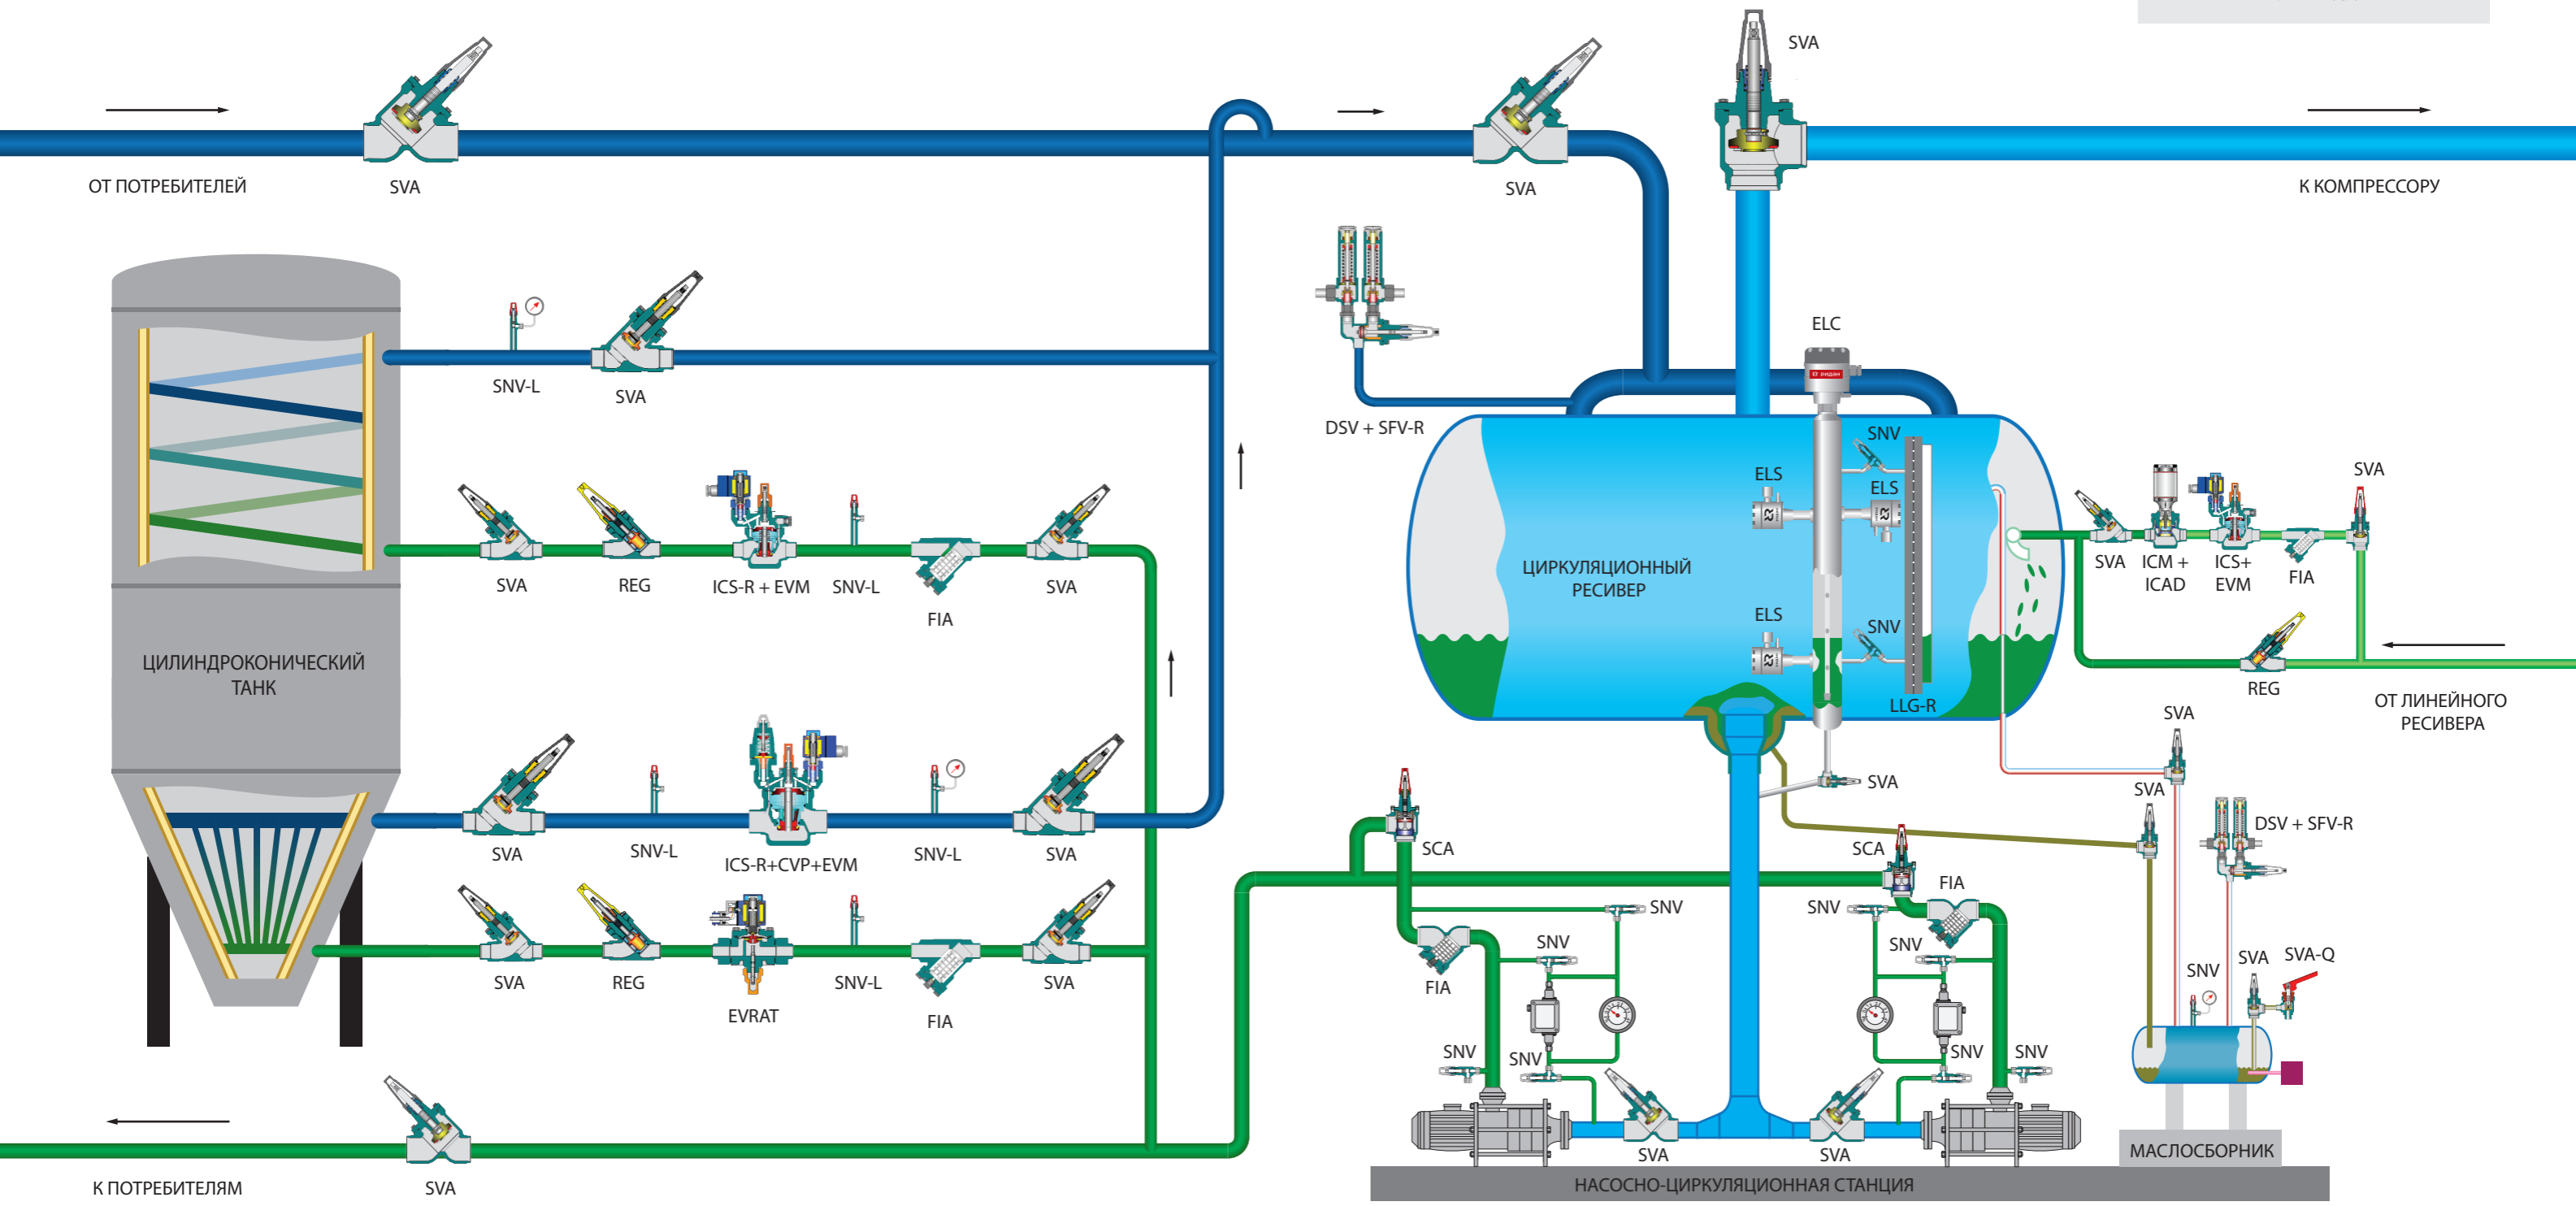 SVA
ОТ ПОТРЕБИТЕЛЕЙ
SVA
SVA
К КОМПРЕССОРУ
SNV-L
SVA
DSV + SFV-R
ELC
SNV
ELS
ELS
SVA
SVA
REG
ICS-R + EVM
SNV-L
FIA
SVA
ЦИРКУЛЯЦИОННЫЙ
РЕСИВЕР
ELS
SNV
LLG-R
SVA
ICM +
ICAD
ICS+
EVM
FIA
REG
ОТ ЛИНЕЙНОГО
РЕСИВЕРА
ЦИЛИНДРОКОНИЧЕСКИЙ
ТАНК
SVA
SVA
SVA
SVA
SNV-L
ICS-R+CVP+EVM
SNV-L
SVA
SCA
SCA
DSV + SFV-R
SVA
REG
EVRAT
SNV-L
FIA
SVA
SNV
SNV
FIA
SNV
SNV
FIA
SNV
SNV
SNV
SNV
SNV
SVA
SVA-Q
SVA
SVA
МАСЛОСБОРНИК
К ПОТРЕБИТЕЛЯМ
SVA
НАСОСНО-ЦИРКУЛЯЦИОННАЯ СТАНЦИЯ